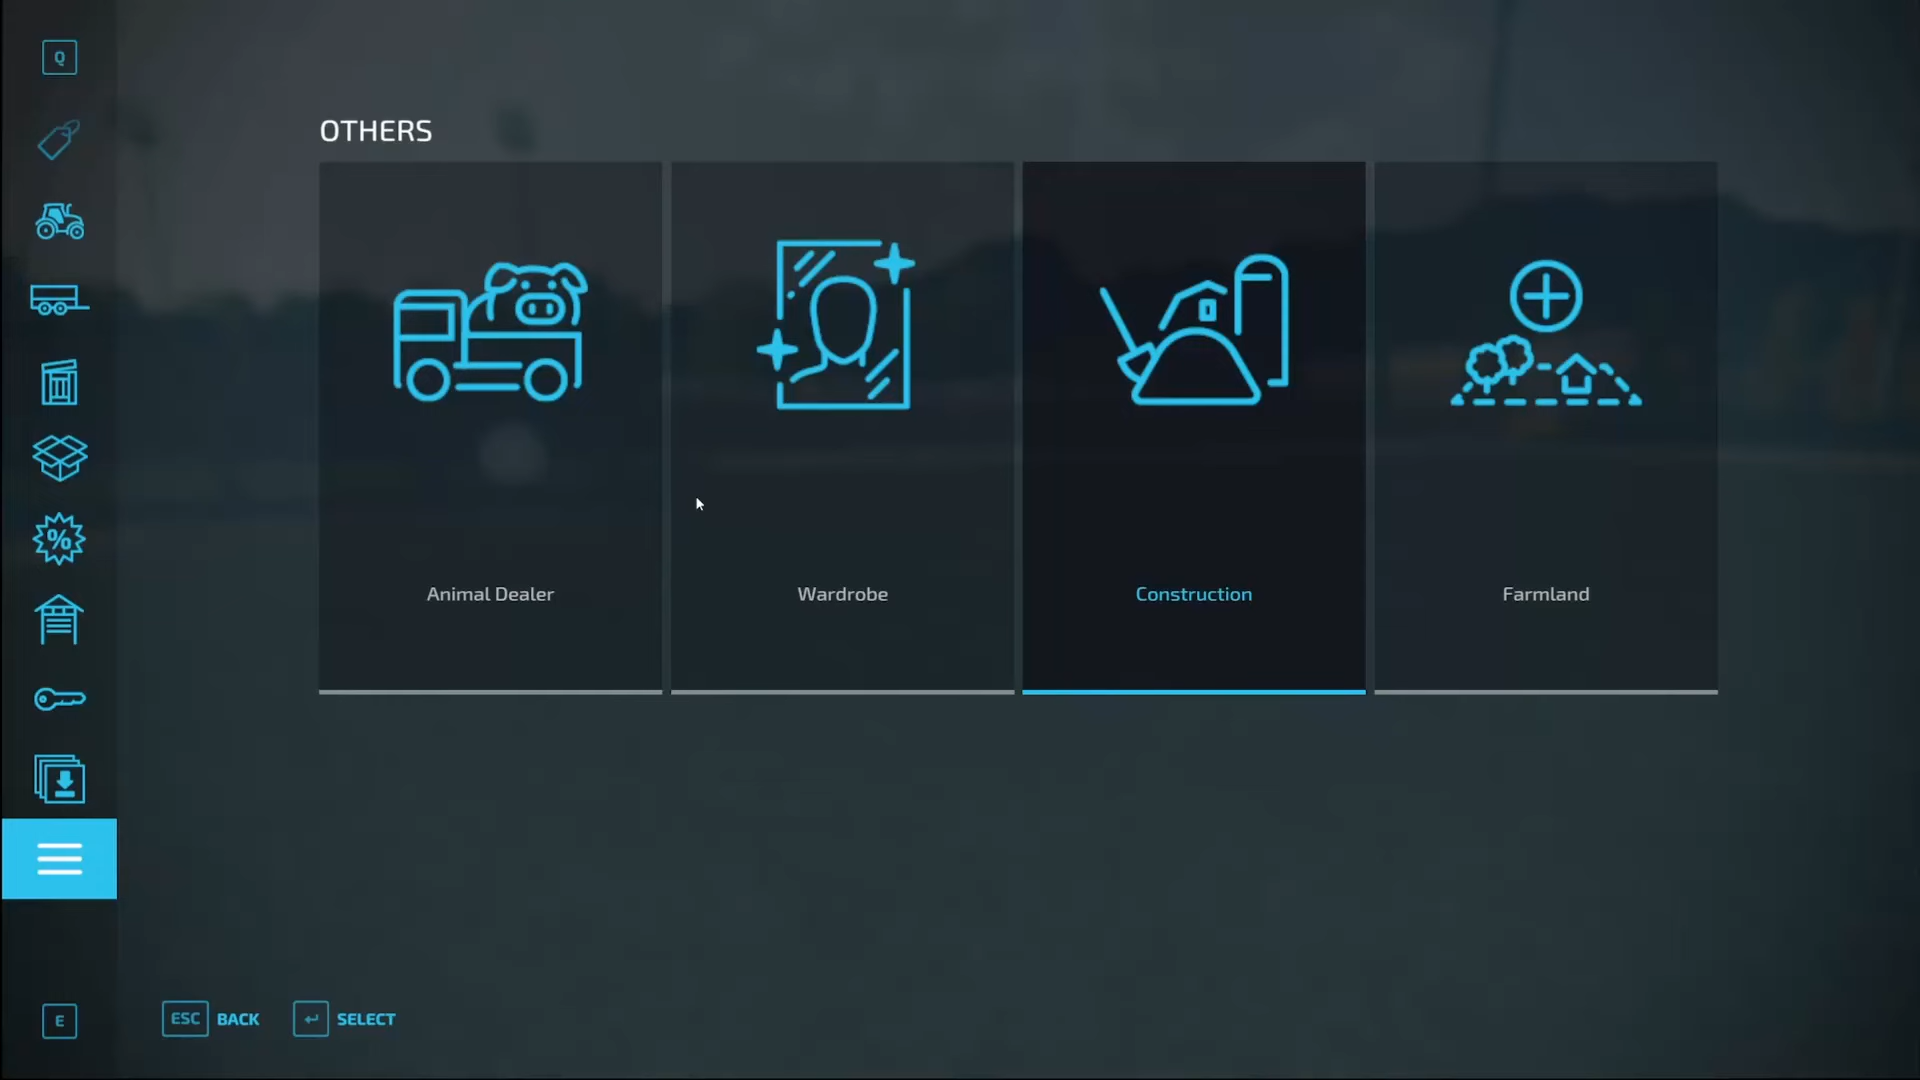 Q
OTHERS
Animal Dealer
Wardrobe
Construction
Farmland
%
E
ESC BACK ↵ SELECT